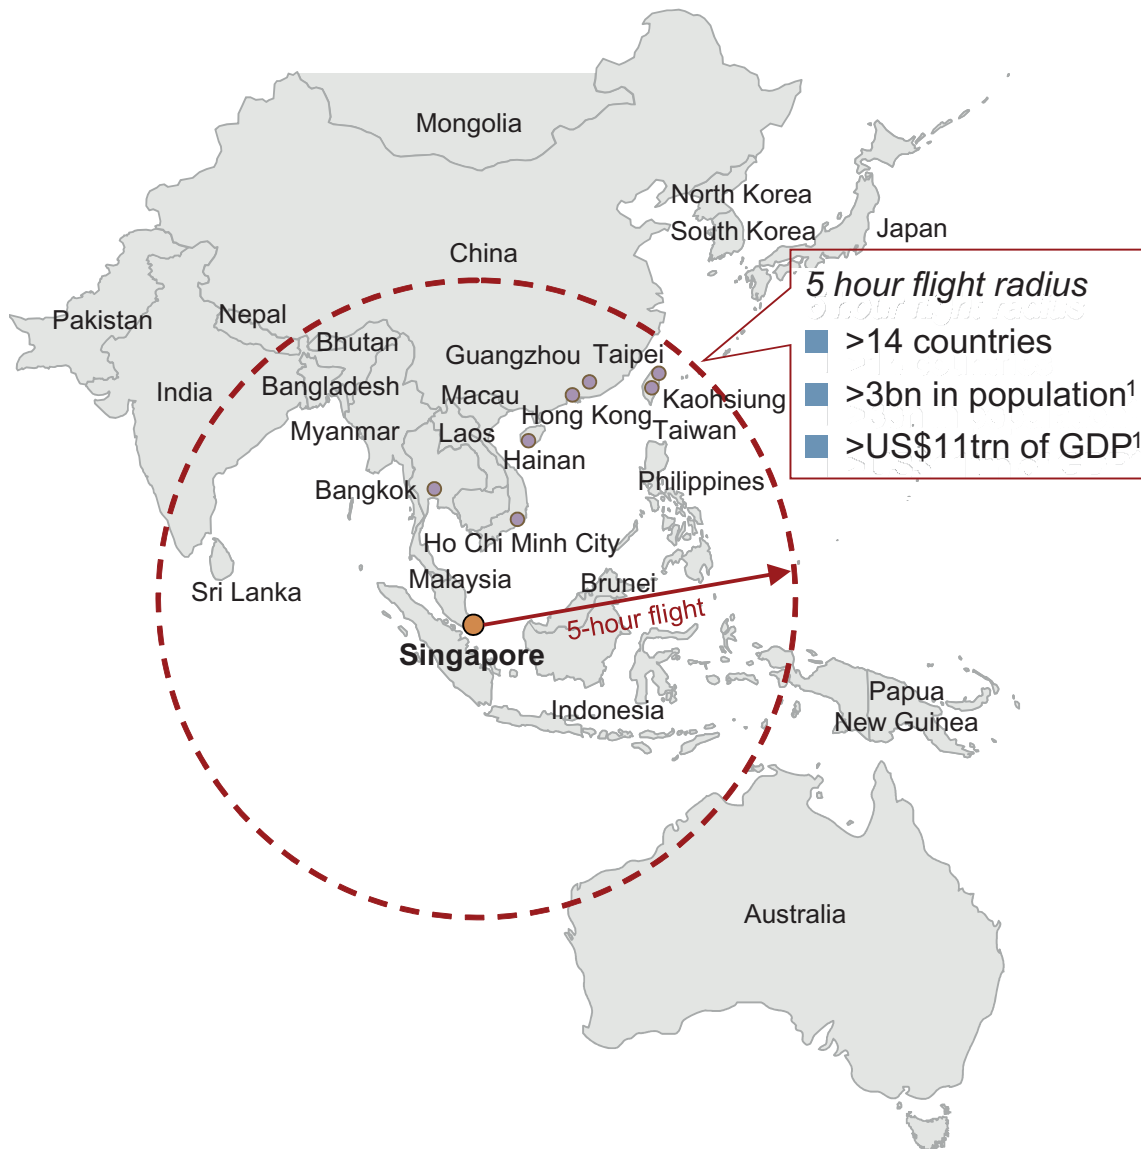 Mongolia
North Korea
South Korea
Japan
China
5 hour flight radius
>14 countries
>3bn in population¹
>US$11trn of GDP¹
Pakistan
Nepal
Bhutan
India
Bangladesh
Guangzhou
Taipei
Macau
Hong Kong
Kaohsiung
Taiwan
Myanmar
Laos
Hainan
Philippines
Bangkok
Ho Chi Minh City
Sri Lanka
Malaysia
Brunei
5-hour flight
Singapore
Indonesia
Papua
New Guinea
Australia